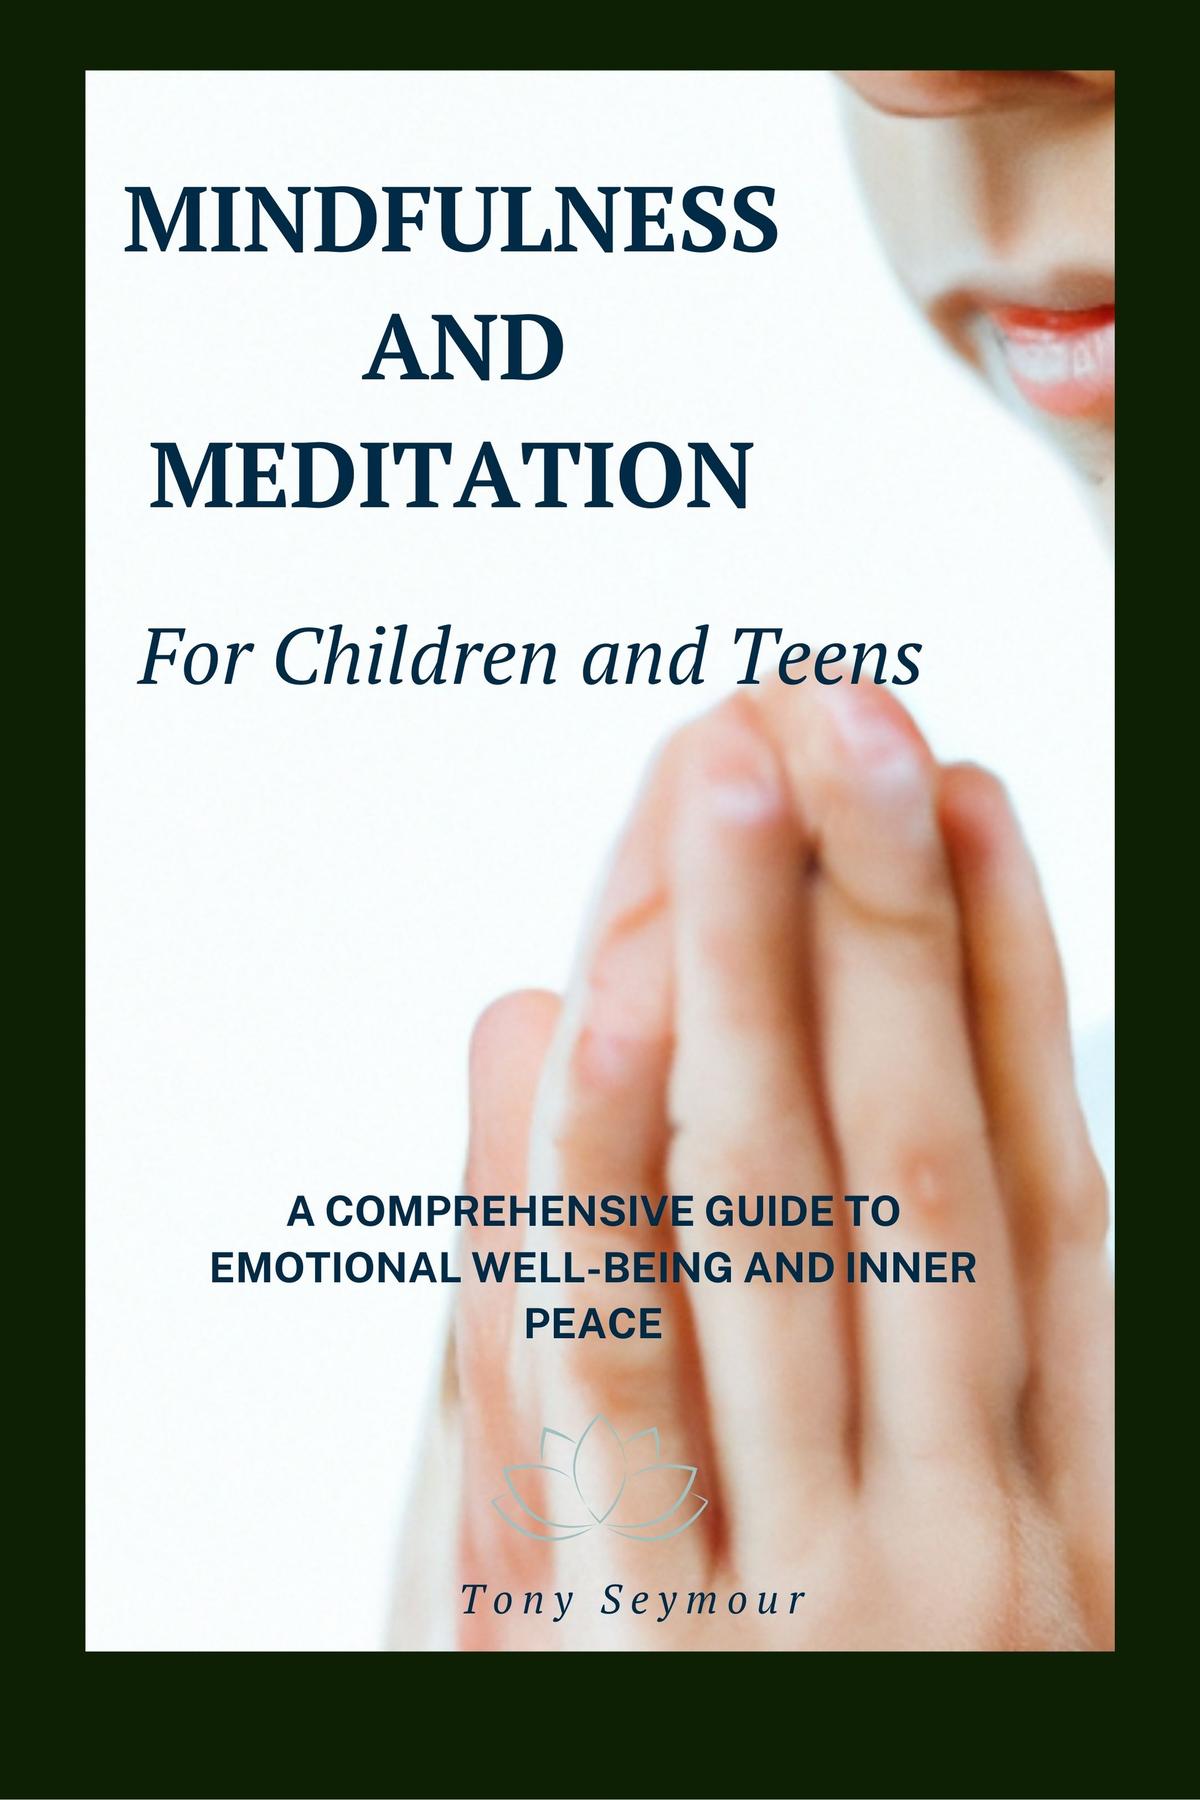 MINDFULNESS
AND
MEDITATION
For Children and Teens
A COMPREHENSIVE GUIDE TO
EMOTIONAL WELL-BEING AND INNER
PEACE
Tony Seymour